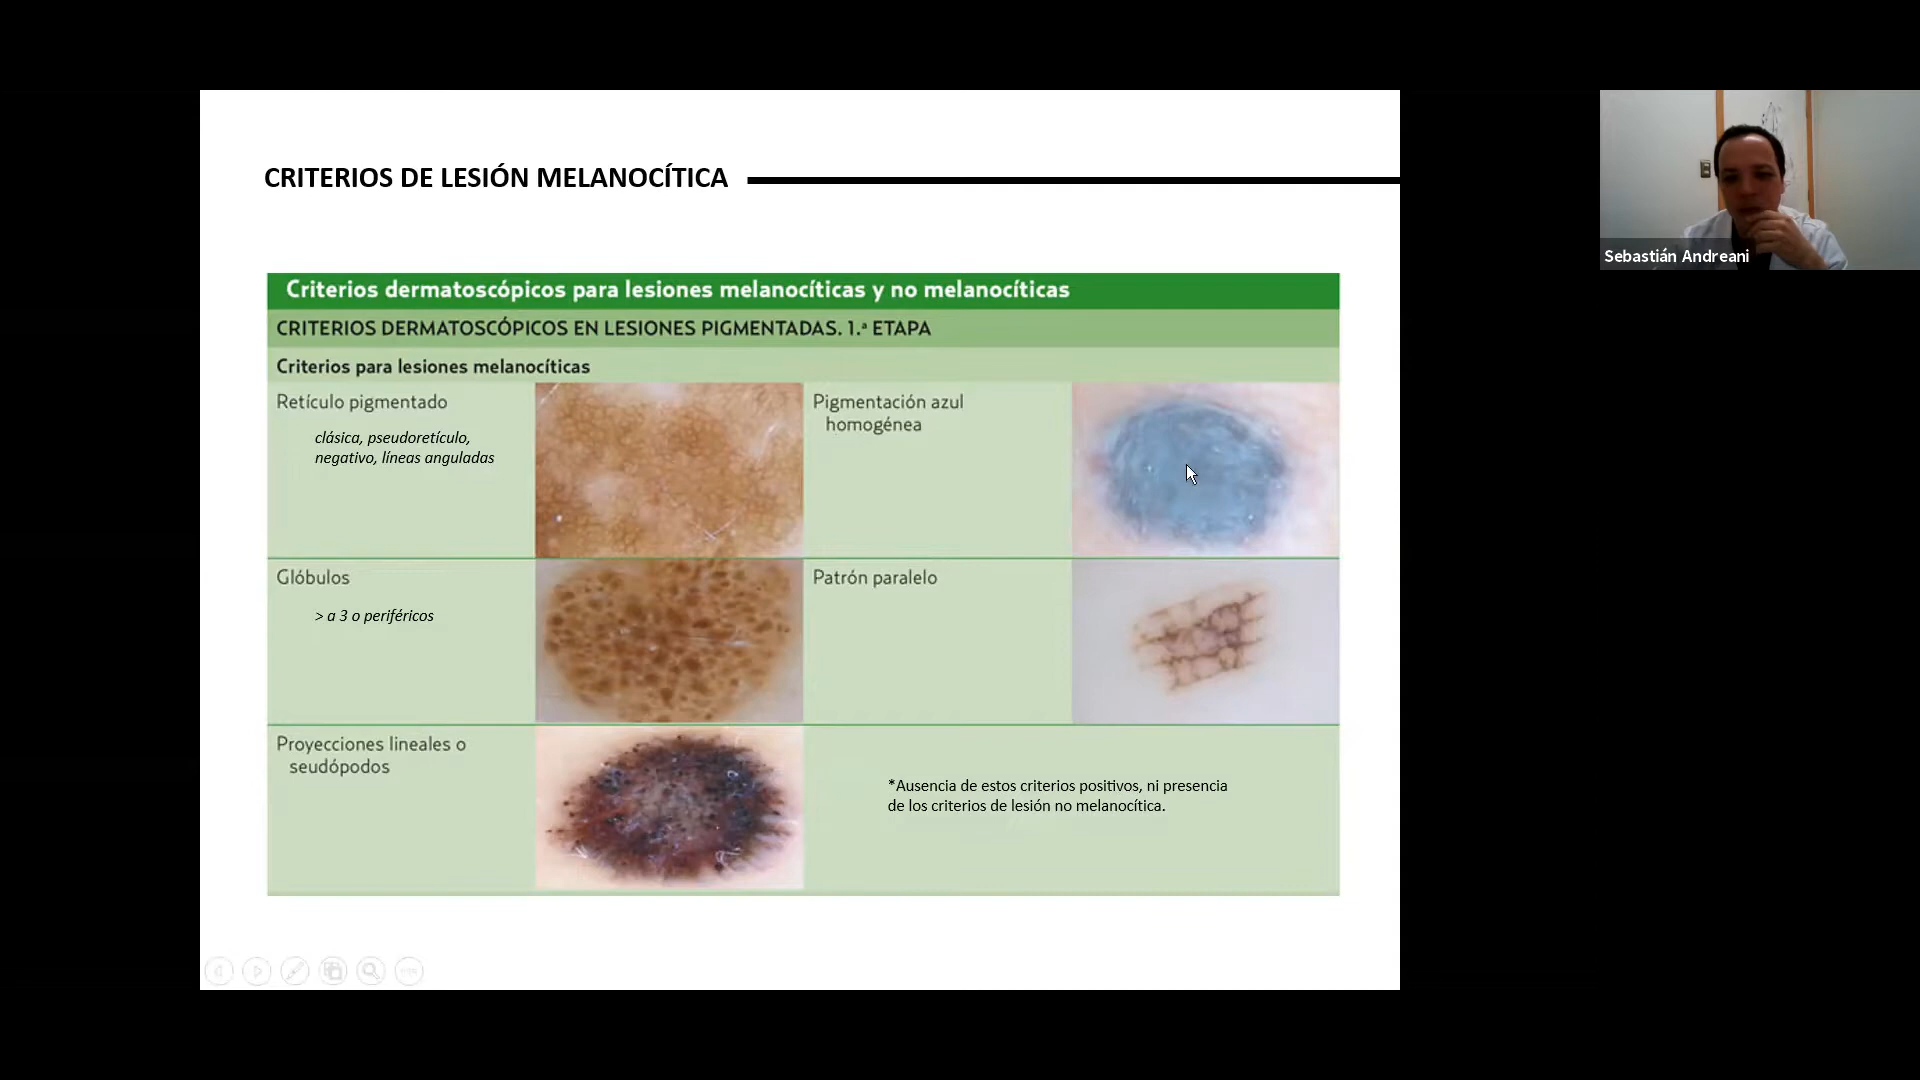 CRITERIOS DE LESIÓN MELANOCÍTICA
Criterios dermatoscópicos para lesiones melanocíticas y no melanocíticas
CRITERIOS DERMATOSCÓPICOS EN LESIONES PIGMENTADAS. 1.ª ETAPA
Criterios para lesiones melanocíticas
Retículo pigmentado
clásica, pseudoretículo,
negativo, líneas anguladas
Pigmentación azul
homogénea
Glóbulos
> a 3 o periféricos
Patrón paralelo
Proyecciones lineales o
seudópodos
*Ausencia de estos criterios positivos, ni presencia
de los criterios de lesión no melanocítica.
Sebastián Andreani